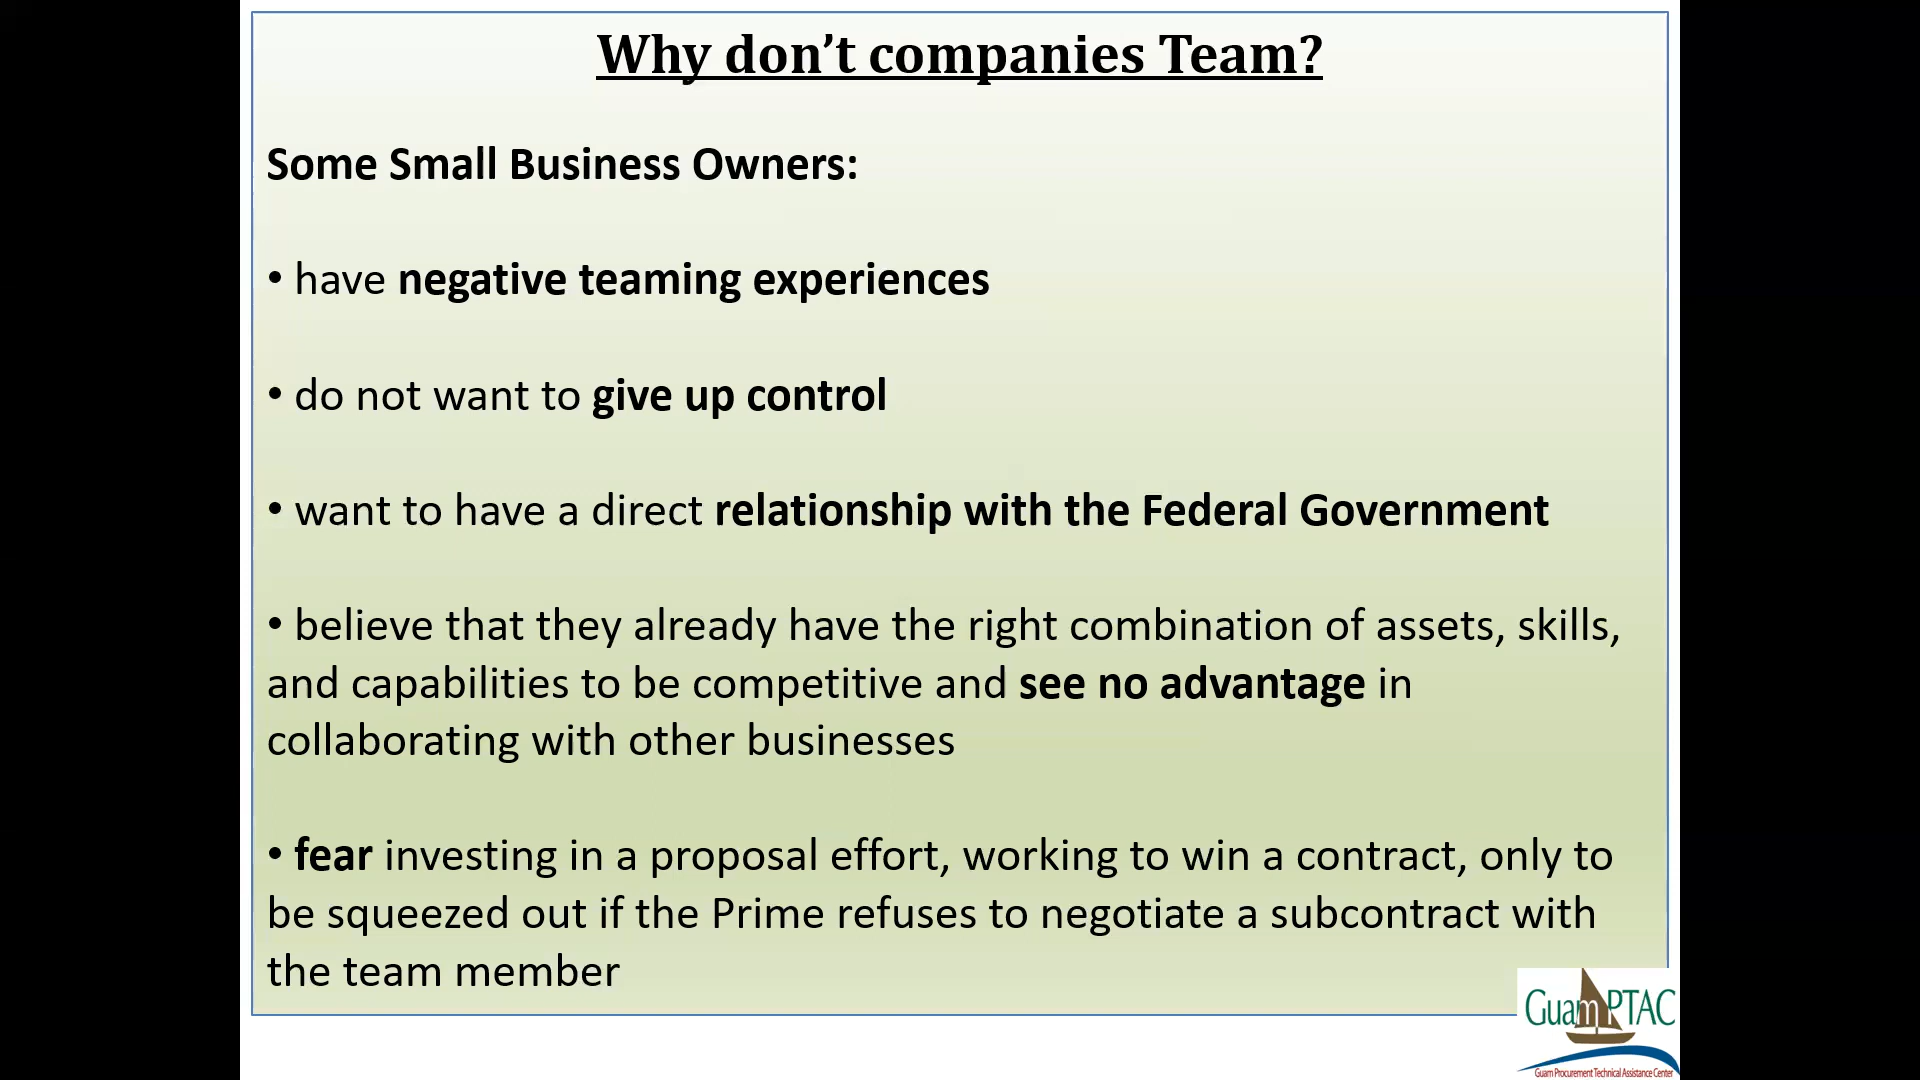 Why don’t companies Team?
Some Small Business Owners:
• have negative teaming experiences
• do not want to give up control
• want to have a direct relationship with the Federal Government
• believe that they already have the right combination of assets, skills,
and capabilities to be competitive and see no advantage in
collaborating with other businesses
• fear investing in a proposal effort, working to win a contract, only to
be squeezed out if the Prime refuses to negotiate a subcontract with
the team member
Guam PTAC
Guam Procurement Technical Assistance Center